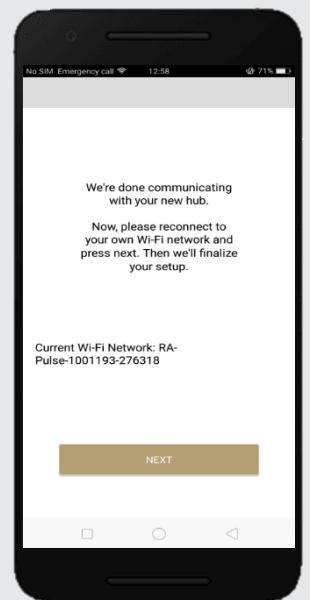 No SIM Emergency call 12:58 71%
We're done communicating
with your new hub.
Now, please reconnect to
your own Wi-Fi network and
press next. Then we'll finalize
your setup.
Current Wi-Fi Network: RA-
Pulse-1001193-276318
NEXT